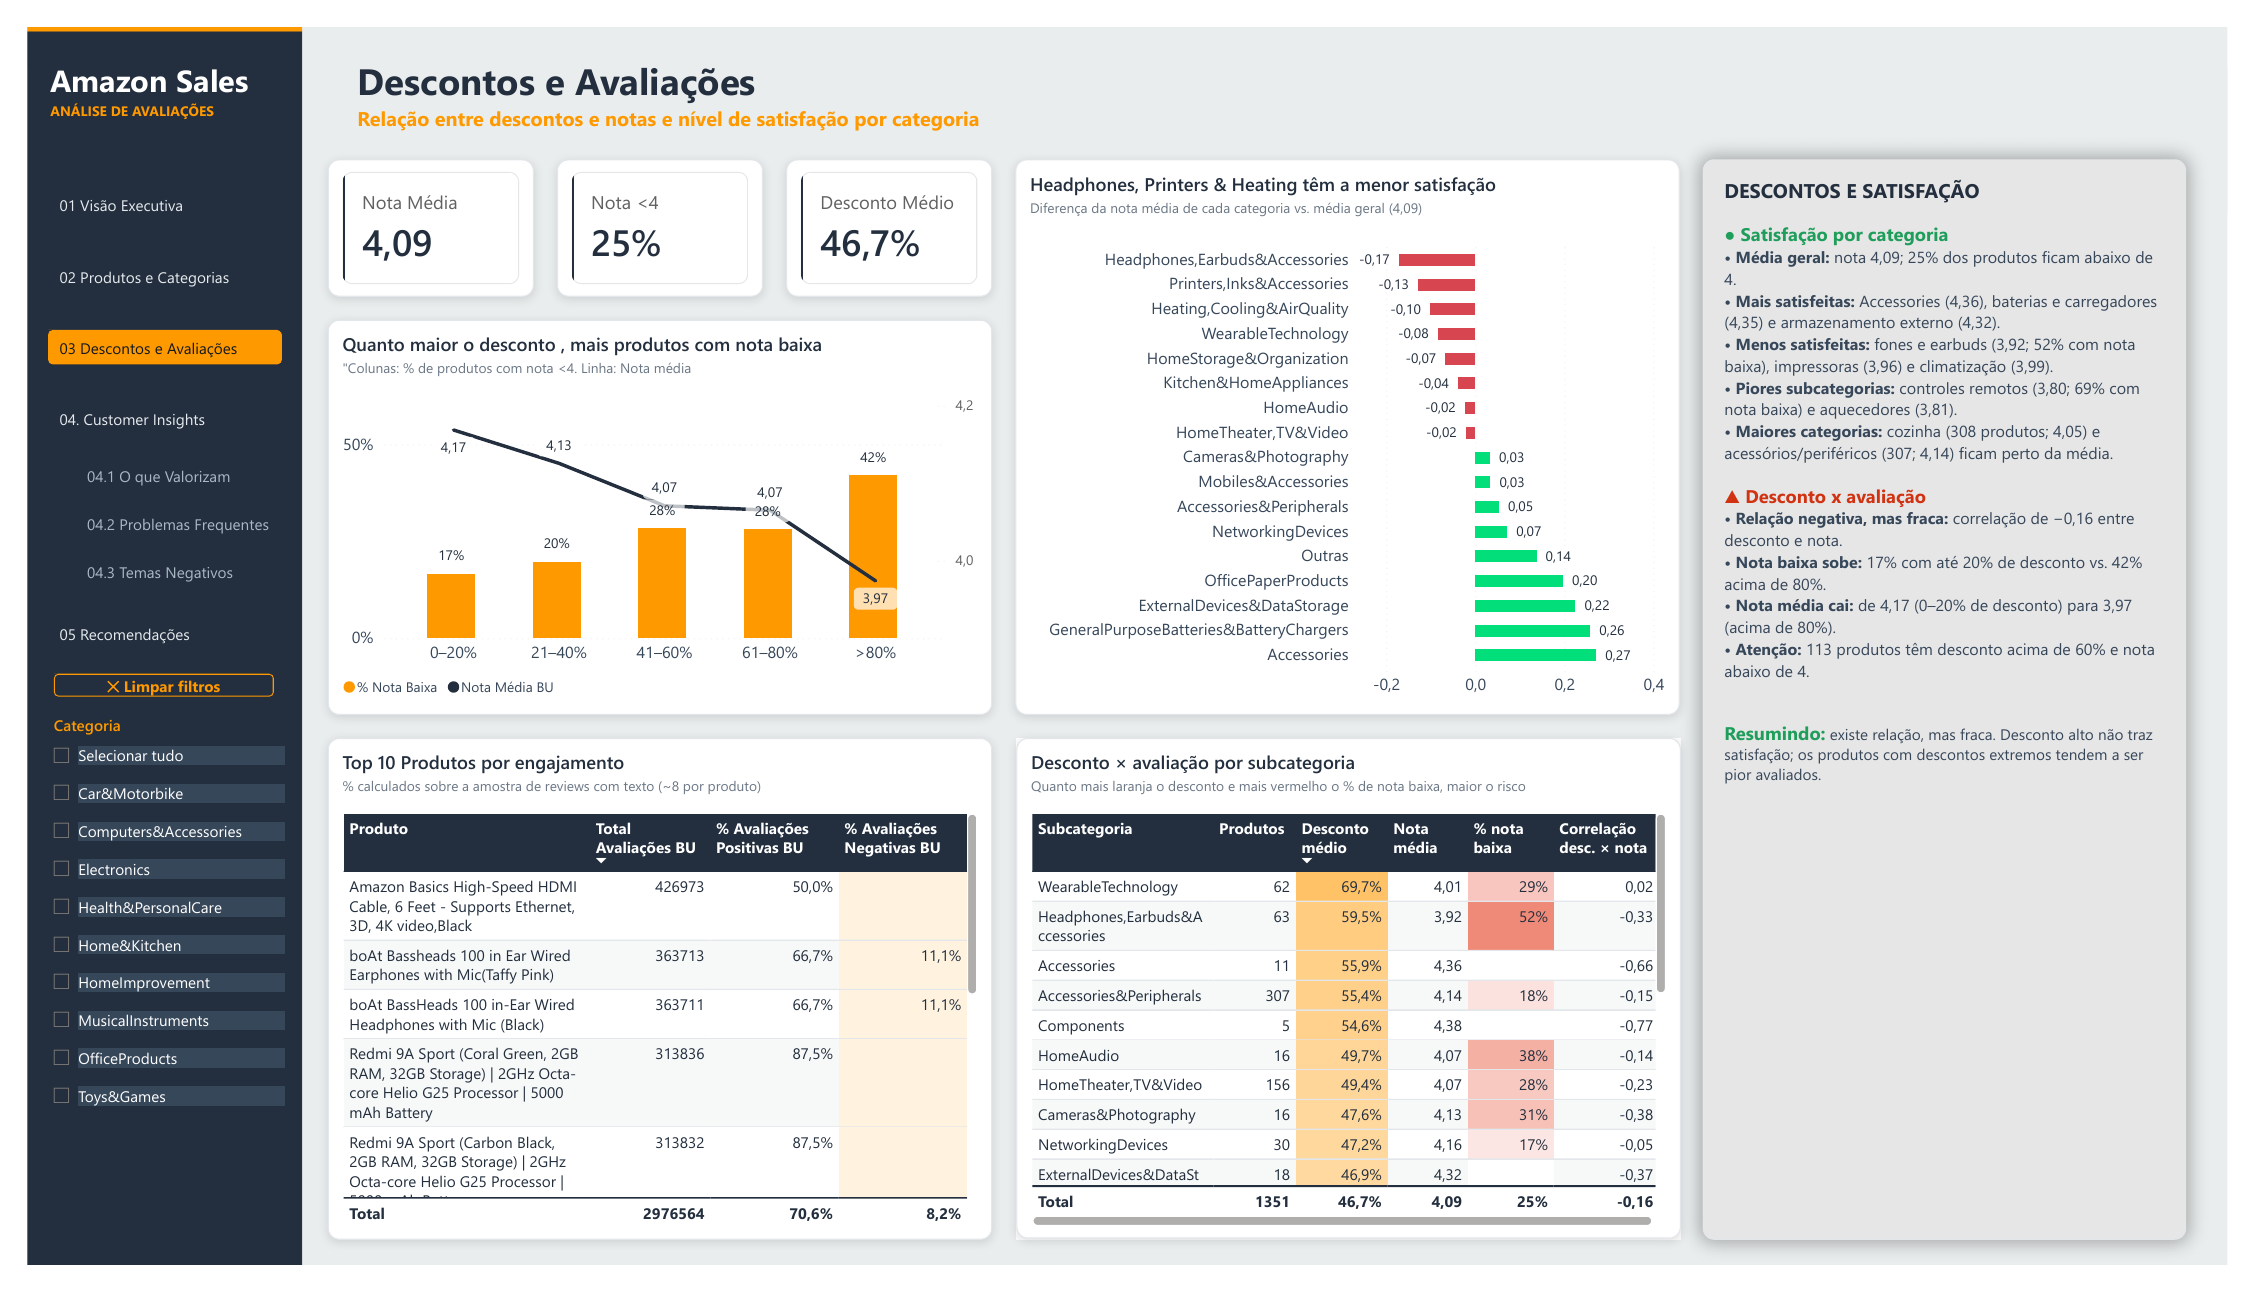 Amazon Sales
ANÁLISE DE AVALIAÇÕES
01 Visão Executiva
02 Produtos e Categorias
03 Descontos e Avaliações
04. Customer Insights
04.1 O que Valorizam
04.2 Problemas Frequentes
04.3 Temas Negativos
05 Recomendações
Limpar filtros
Categoria
Selecionar tudo
Car&Motorbike
Computers&Accessories
Electronics
Health&PersonalCare
Home&Kitchen
HomeImprovement
MusicalInstruments
OfficeProducts
Toys&Games
Descontos e Avaliações
Relação entre descontos e notas e nível de satisfação por categoria
Nota Média
4,09
Nota <4
25%
Desconto Médio
46,7%
Quanto maior o desconto , mais produtos com nota baixa
"Colunas: % de produtos com nota <4. Linha: Nota média
4,2
50%
4,17
4,13
42%
4,07
4,07
28%
28%
20%
17%
4,0
3,97
0%
0–20%
21–40%
41–60%
61–80%
>80%
% Nota Baixa
Nota Média BU
Headphones, Printers & Heating têm a menor satisfação
Diferença da nota média de cada categoria vs. média geral (4,09)
Headphones,Earbuds&Accessories -0,17
Printers,Inks&Accessories -0,13
Heating,Cooling&AirQuality -0,10
WearableTechnology -0,08
HomeStorage&Organization -0,07
Kitchen&HomeAppliances -0,04
HomeAudio -0,02
HomeTheater,TV&Video -0,02
Cameras&Photography 0,03
Mobiles&Accessories 0,03
Accessories&Peripherals 0,05
NetworkingDevices 0,07
Outras 0,14
OfficePaperProducts 0,20
ExternalDevices&DataStorage 0,22
GeneralPurposeBatteries&BatteryChargers 0,26
Accessories 0,27
-0,2 0,0 0,2 0,4
Top 10 Produtos por engajamento
% calculados sobre a amostra de reviews com texto (~8 por produto)
Produto Total % Avaliações % Avaliações
Avaliações BU Positivas BU Negativas BU
Amazon Basics High-Speed HDMI 426973 50,0%
Cable, 6 Feet - Supports Ethernet,
3D, 4K video,Black
boAt Bassheads 100 in Ear Wired 363713 66,7% 11,1%
Earphones with Mic(Taffy Pink)
boAt BassHeads 100 in-Ear Wired 363711 66,7% 11,1%
Headphones with Mic (Black)
Redmi 9A Sport (Coral Green, 2GB 313836 87,5%
RAM, 32GB Storage) | 2GHz Octa-
core Helio G25 Processor | 5000
mAh Battery
Redmi 9A Sport (Carbon Black, 313832 87,5%
2GB RAM, 32GB Storage) | 2GHz
Octa-core Helio G25 Processor |
Total 2976564 70,6% 8,2%
Desconto × avaliação por subcategoria
Quanto mais laranja o desconto e mais vermelho o % de nota baixa, maior o risco
Subcategoria Produtos Desconto Nota % nota Correlação
médio média baixa desc. × nota
WearableTechnology 62 69,7% 4,01 29% 0,02
Headphones,Earbuds&A 63 59,5% 3,92 52% -0,33
ccessories
Accessories 11 55,9% 4,36 -0,66
Accessories&Peripherals 307 55,4% 4,14 18% -0,15
Components 5 54,6% 4,38 -0,77
HomeAudio 16 49,7% 4,07 38% -0,14
HomeTheater,TV&Video 156 49,4% 4,07 28% -0,23
Cameras&Photography 16 47,6% 4,13 31% -0,38
NetworkingDevices 30 47,2% 4,16 17% -0,05
ExternalDevices&DataSt 18 46,9% 4,32 -0,37
Total 1351 46,7% 4,09 25% -0,16
DESCONTOS E SATISFAÇÃO
● Satisfação por categoria
• Média geral: nota 4,09; 25% dos produtos ficam abaixo de
4.
• Mais satisfeitas: Accessories (4,36), baterias e carregadores
(4,35) e armazenamento externo (4,32).
• Menos satisfeitas: fones e earbuds (3,92; 52% com nota
baixa), impressoras (3,96) e climatização (3,99).
• Piores subcategorias: controles remotos (3,80; 69% com
nota baixa) e aquecedores (3,81).
• Maiores categorias: cozinha (308 produtos; 4,05) e
acessórios/periféricos (307; 4,14) ficam perto da média.
▲ Desconto x avaliação
• Relação negativa, mas fraca: correlação de −0,16 entre
desconto e nota.
• Nota baixa sobe: 17% com até 20% de desconto vs. 42%
acima de 80%.
• Nota média cai: de 4,17 (0–20% de desconto) para 3,97
(acima de 80%).
• Atenção: 113 produtos têm desconto acima de 60% e nota
abaixo de 4.
Resumindo: existe relação, mas fraca. Desconto alto não traz
satisfação; os produtos com descontos extremos tendem a ser
pior avaliados.